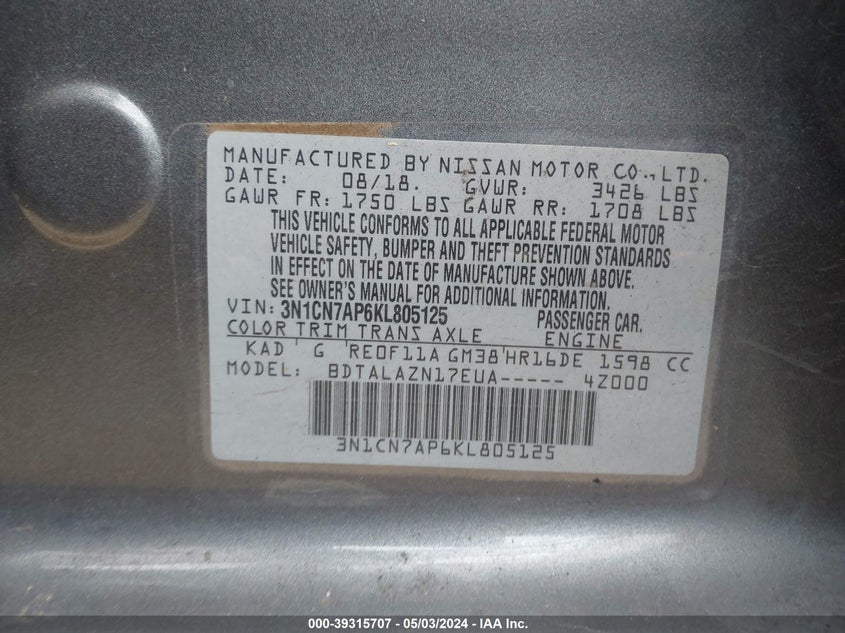 MANUFACTURED BY NISSAN MOTOR CO., LTD.
DATE: 08/18. GVWR: 3426 LBS
GAWR FR: 1750 LBS GAWR RR: 1708 LBS
THIS VEHICLE CONFORMS TO ALL APPLICABLE FEDERAL MOTOR
VEHICLE SAFETY, BUMPER AND THEFT PREVENTION STANDARDS
IN EFFECT ON THE DATE OF MANUFACTURE SHOWN ABOVE.
SEE OWNER'S MANUAL FOR ADDITIONAL INFORMATION.
VIN: 3N1CN7AP6KL805125 PASSENGER CAR.
COLOR TRIM TRANS AXLE ENGINE
KAD ' G 'RE0F11A GM38'HR16DE 1598 CC
MODEL: BDTALAZN17EUA----- 4Z000
3N1CN7AP6KL805125
000-39315707 - 05/03/2024 - IAA Inc.